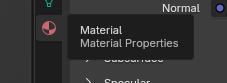 Normal
Material
Material Properties
Subsurface
Specular